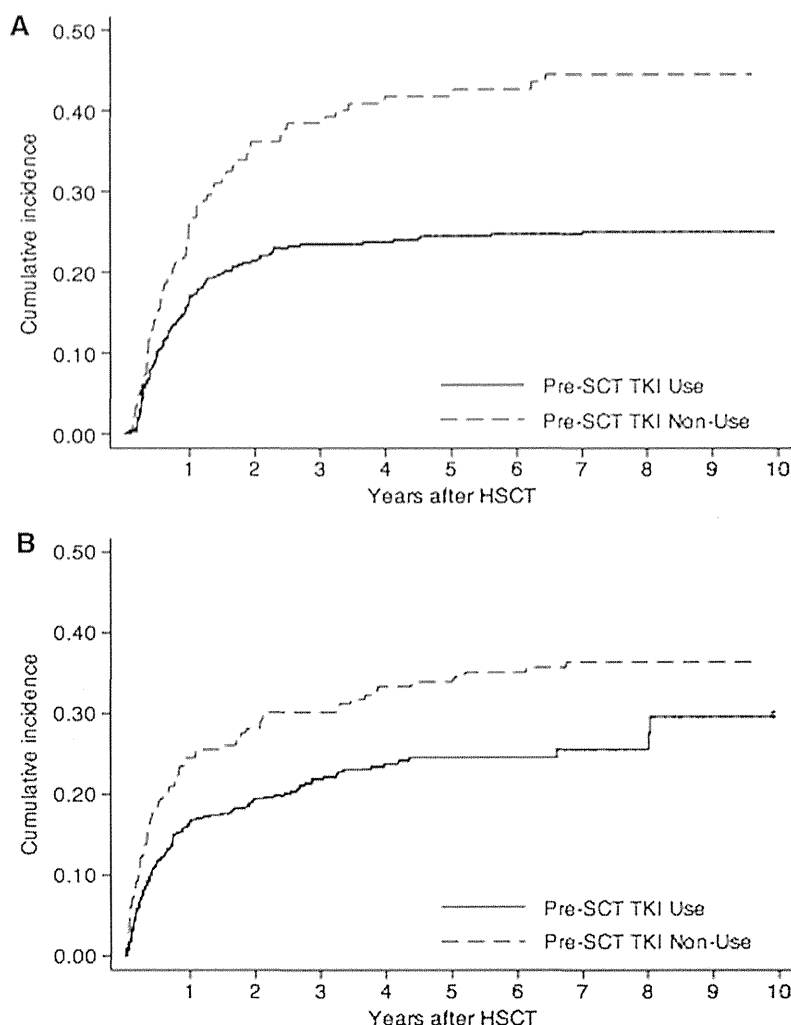 A
0.50
0.40
0.30
0.20
0.10
0.00
Cumulative incidence
Pre-SCT TKI Use
Pre-SCT TKI Non-Use
1 2 3 4 5 6 7 8 9 10
Years after HSCT
B
0.50
0.40
0.30
0.20
0.10
0.00
Cumulative incidence
Pre-SCT TKI Use
Pre-SCT TKI Non-Use
1 2 3 4 5 6 7 8 9 10
Years after HSCT